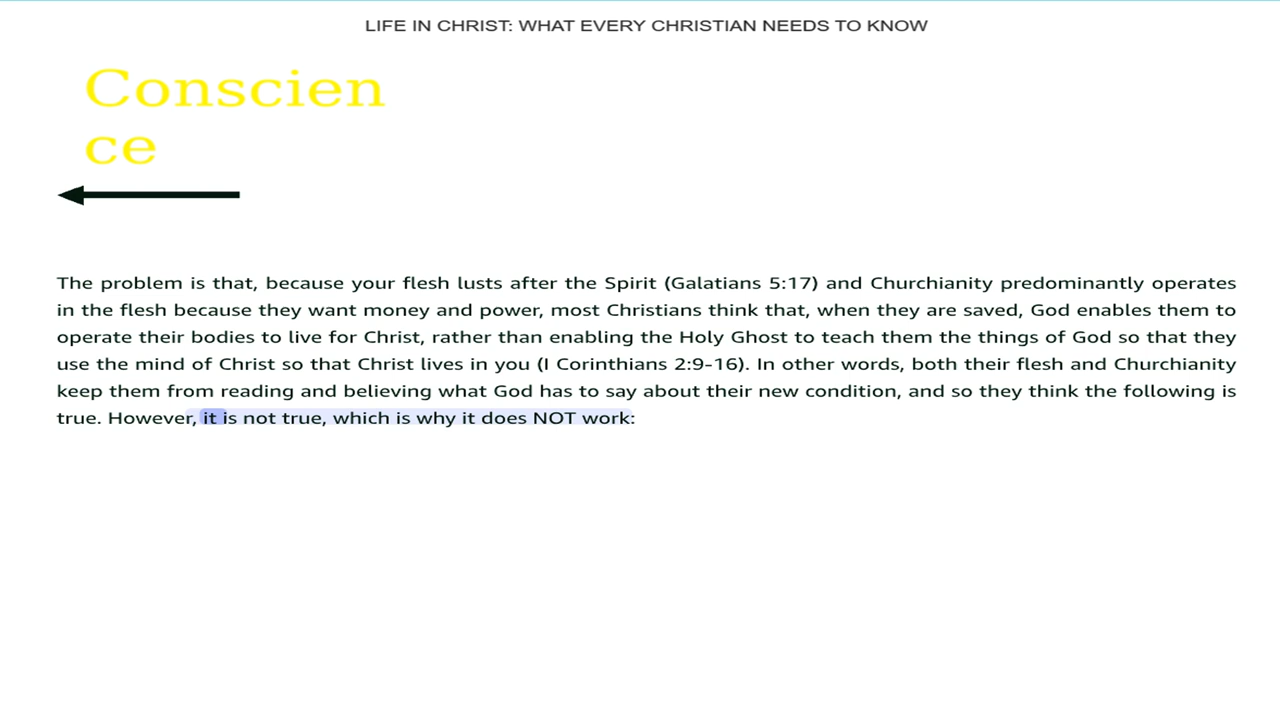 LIFE IN CHRIST: WHAT EVERY CHRISTIAN NEEDS TO KNOW
Conscien
ce
The problem is that, because your flesh lusts after the Spirit (Galatians 5:17) and Churchianity predominantly operates
in the flesh because they want money and power, most Christians think that, when they are saved, God enables them to
operate their bodies to live for Christ, rather than enabling the Holy Ghost to teach them the things of God so that they
use the mind of Christ so that Christ lives in you (I Corinthians 2:9-16). In other words, both their flesh and Churchianity
keep them from reading and believing what God has to say about their new condition, and so they think the following is
true. However, it is not true, which is why it does NOT work: